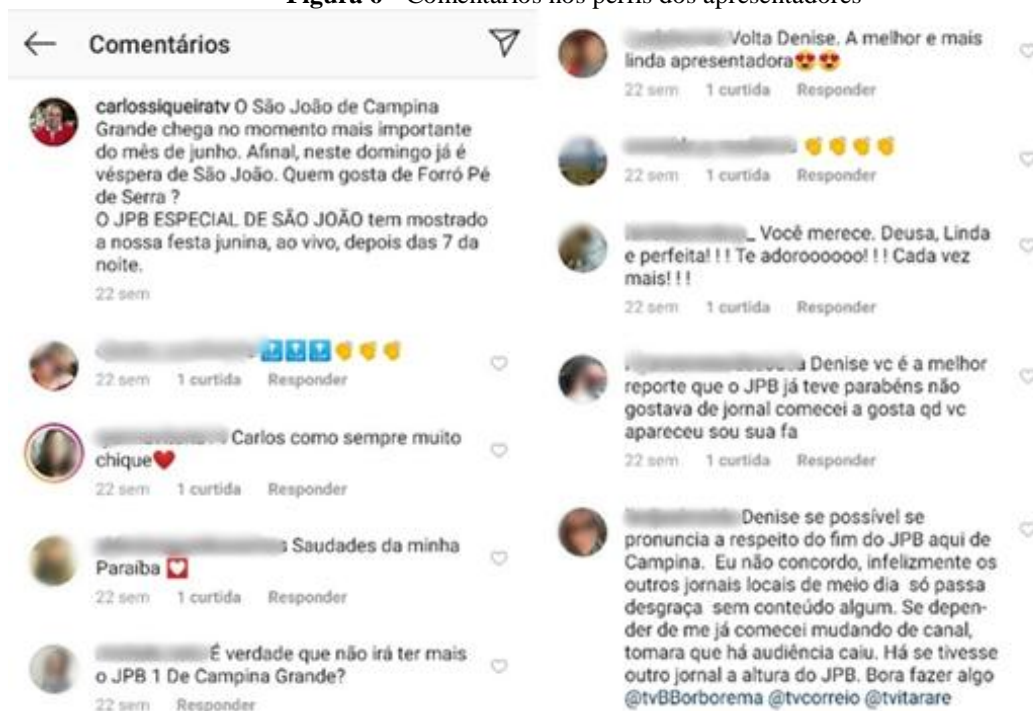 Figura 6 - Comentários nos perfis dos apresentadores
Comentários
carlossiqueiratv O São João de Campina
Grande chega no momento mais importante
do mês de junho. Afinal, neste domingo já é
véspera de São João. Quem gosta de Forró Pé
de Serra ?
O JPB ESPECIAL DE SÃO JOÃO tem mostrado
a nossa festa junina, ao vivo, depois das 7 da
noite.
22 sem
22 sem 1 curtida Responder
Carlos como sempre muito
chique
22 sem 1 curtida Responder
Saudades da minha
Paraíba
22 sem 1 curtida Responder
É verdade que não irá ter mais
o JPB 1 De Campina Grande?
22 sem Responder
Volta Denise. A melhor e mais
linda apresentadora😍😍
22 sem 1 curtida Responder
👏👏👏👏
22 sem 1 curtida Responder
_ Você merece. Deusa, Linda
e perfeita! ! ! Te adoroooooo! ! ! Cada vez
mais! ! !
22 sem 1 curtida Responder
a Denise vc é a melhor
reporte que o JPB já teve parabéns não
gostava de jornal comecei a gosta qd vc
apareceu sou sua fa
22 sem 1 curtida Responder
Denise se possível se
pronuncia a respeito do fim do JPB aqui de
Campina. Eu não concordo, infelizmente os
outros jornais locais de meio dia só passa
desgraça sem conteúdo algum. Se depen-
der de me já comecei mudando de canal,
tomara que há audiência caiu. Há se tivesse
outro jornal a altura do JPB. Bora fazer algo
@tvBBorborema @tvcorreio @tvitarare